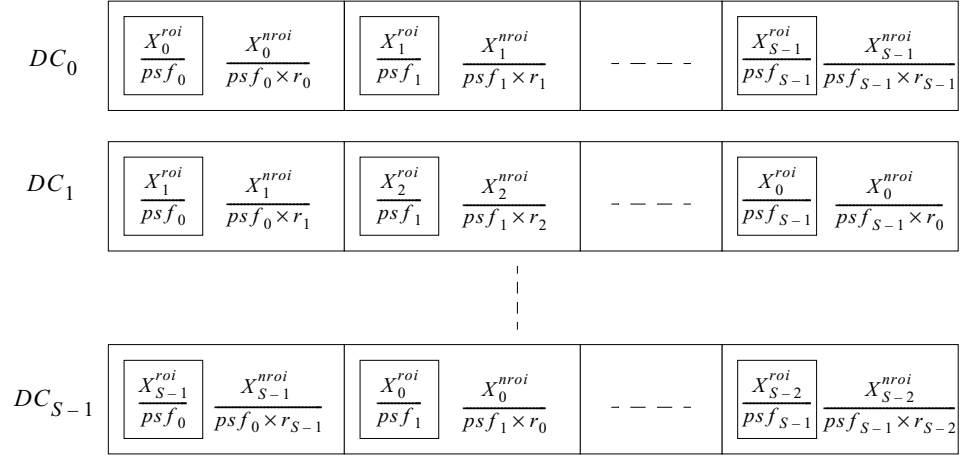 DC_0 X_0^{roi}/psf_0 X_0^{nroi}/psf_0×r_0 X_1^{roi}/psf_1 X_1^{nroi}/psf_1×r_1 X_{S-1}^{roi}/psf_{S-1} X_{S-1}^{nroi}/psf_{S-1}×r_{S-1}
DC_1 X_1^{roi}/psf_0 X_1^{nroi}/psf_0×r_1 X_2^{roi}/psf_1 X_2^{nroi}/psf_1×r_2 X_0^{roi}/psf_{S-1} X_0^{nroi}/psf_{S-1}×r_0
DC_{S-1} X_{S-1}^{roi}/psf_0 X_{S-1}^{nroi}/psf_0×r_{S-1} X_0^{roi}/psf_1 X_0^{nroi}/psf_1×r_0 X_{S-2}^{roi}/psf_{S-1} X_{S-2}^{nroi}/psf_{S-1}×r_{S-2}